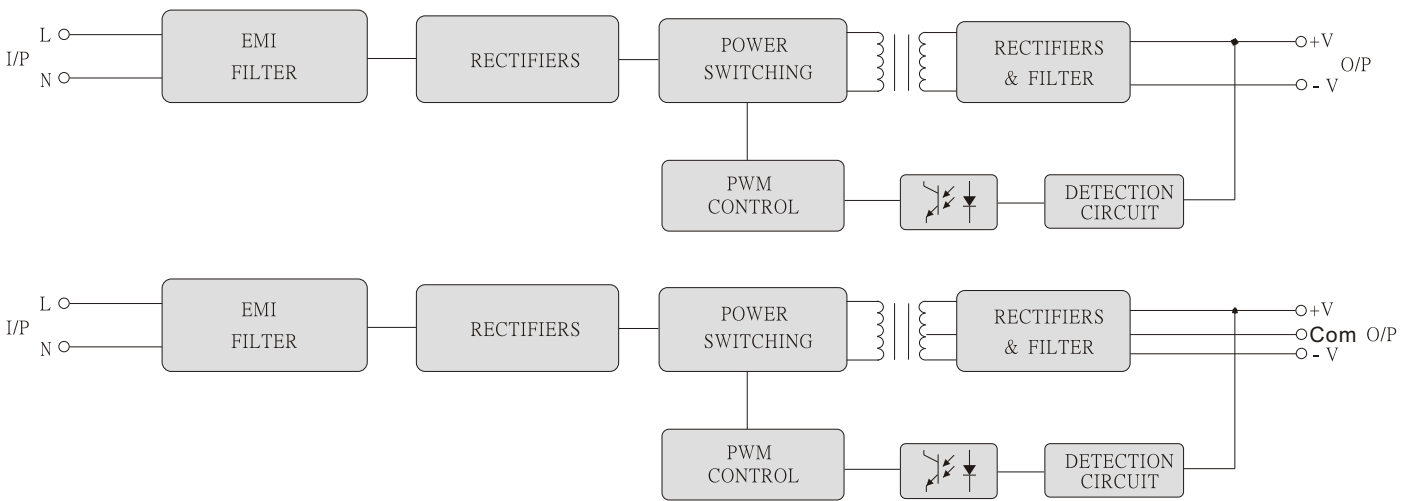 L
I/P
N
EMI
FILTER
RECTIFIERS
POWER
SWITCHING
RECTIFIERS
& FILTER
+V
O/P
- V
PWM
CONTROL
DETECTION
CIRCUIT
L
I/P
N
EMI
FILTER
RECTIFIERS
POWER
SWITCHING
RECTIFIERS
& FILTER
+V
Com O/P
- V
PWM
CONTROL
DETECTION
CIRCUIT